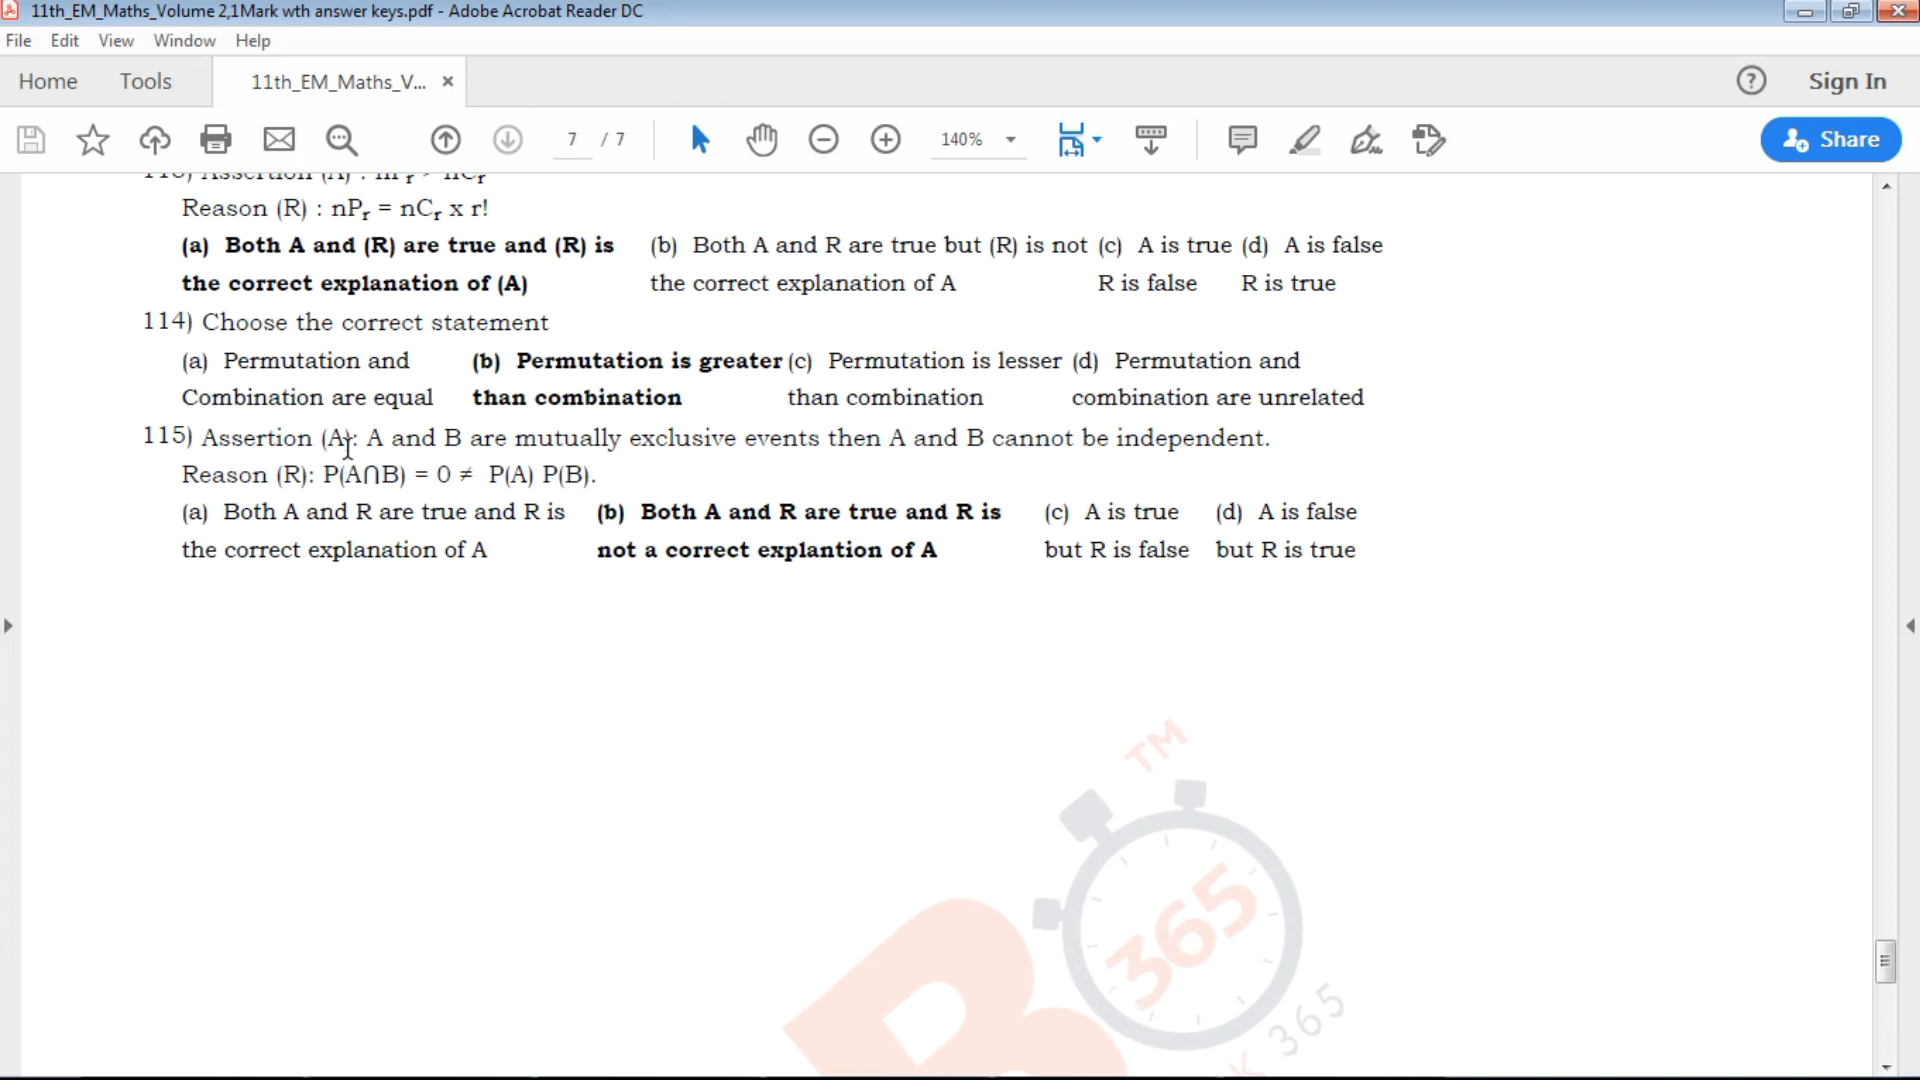 11th_EM_Maths_Volume 2,1Mark wth answer keys.pdf - Adobe Acrobat Reader DC
File Edit View Window Help
Home Tools 11th_EM_Maths_V... × ? Sign In
7 / 7 140% Share
Assertion (A) : nPr > nCr
Reason (R) : nPr = nCr x r!
(a) Both A and (R) are true and (R) is (b) Both A and R are true but (R) is not (c) A is true (d) A is false
the correct explanation of (A) the correct explanation of A R is false R is true
114) Choose the correct statement
(a) Permutation and (b) Permutation is greater (c) Permutation is lesser (d) Permutation and
Combination are equal than combination than combination combination are unrelated
115) Assertion (A): A and B are mutually exclusive events then A and B cannot be independent.
Reason (R): P(A∩B) = 0 ≠ P(A) P(B).
(a) Both A and R are true and R is (b) Both A and R are true and R is (c) A is true (d) A is false
the correct explanation of A not a correct explantion of A but R is false but R is true
TM
365
K 365